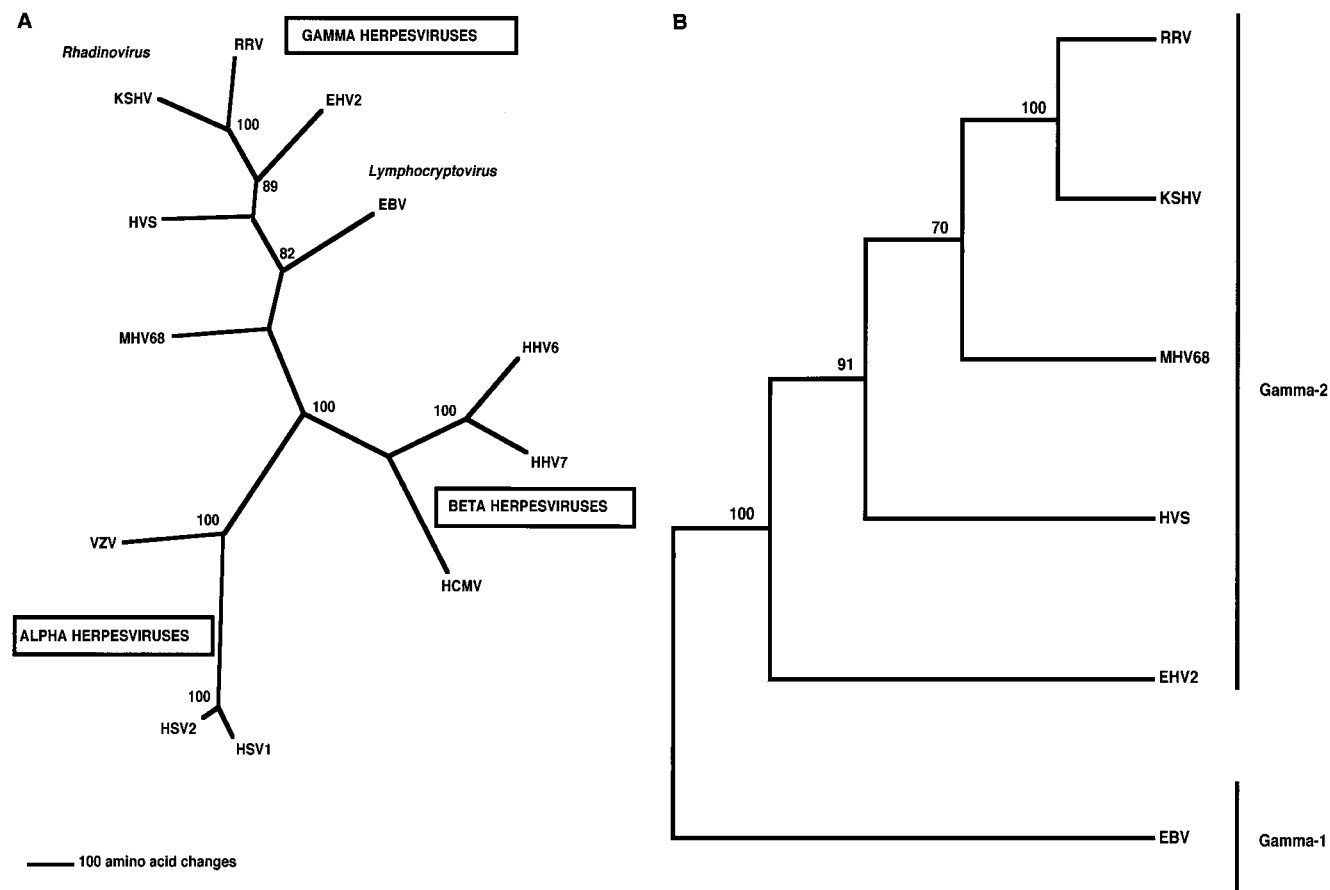 A
RRV
GAMMA HERPESVIRUSES
Rhadinovirus
KSHV
EHV2
100
89
Lymphocryptovirus
HVS
EBV
82
MHV68
HHV6
100
100
HHV7
BETA HERPESVIRUSES
100
VZV
HCMV
ALPHA HERPESVIRUSES
100
HSV2
HSV1
100 amino acid changes
B
RRV
100
KSHV
70
MHV68
91
Gamma-2
HVS
100
EHV2
EBV
Gamma-1